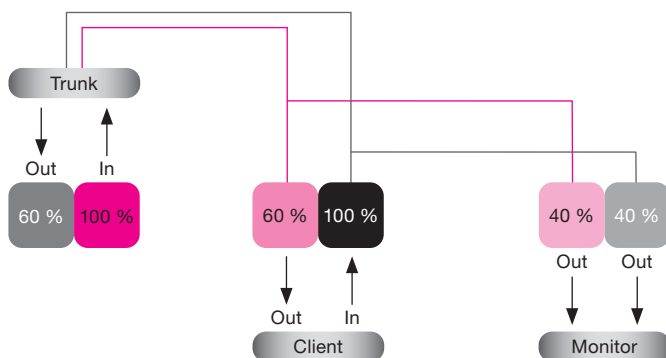 Trunk
Out In
60 % 100 % 60 % 100 % 40 % 40 %
Out Out
Out In
Client Monitor